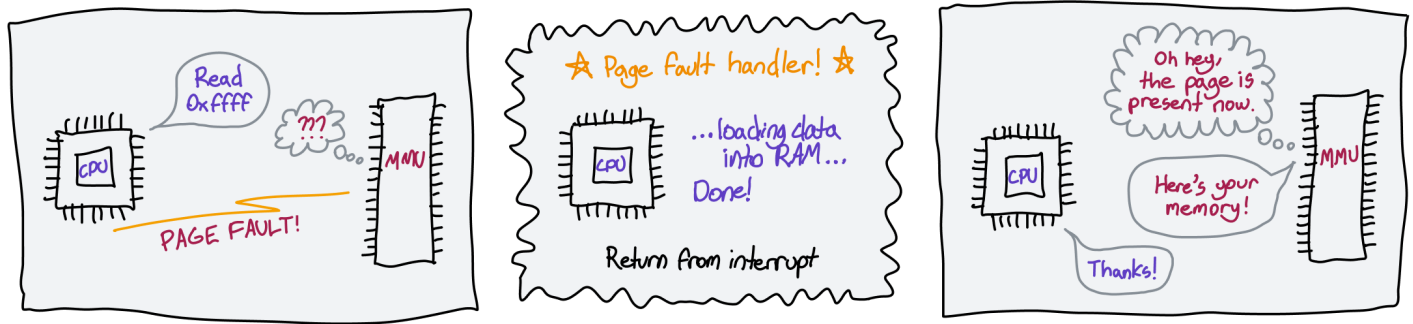 Read
0xffff
???
CPU
MMU
PAGE FAULT!
☆ Page fault handler! ☆
...loading data
into RAM...
CPU
Done!
Return from interrupt
Oh hey,
the page is
present now.
MMU
CPU
Here's your
memory!
Thanks!